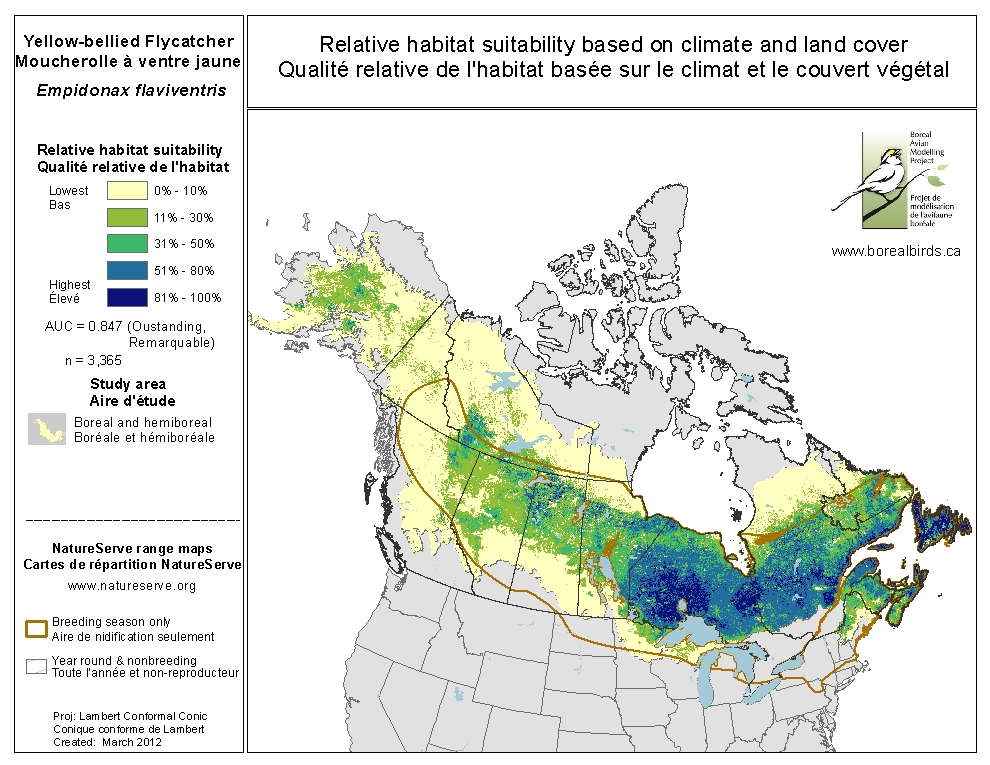 Yellow-bellied Flycatcher
Moucherolle à ventre jaune
Empidonax flaviventris
Relative habitat suitability
Qualité relative de l'habitat
Lowest
Bas
0% - 10%
11% - 30%
31% - 50%
51% - 80%
Highest
Élevé
81% - 100%
AUC = 0.847 (Oustanding,
Remarquable)
n = 3,365
Study area
Aire d'étude
Boreal and hemiboreal
Boréale et hémiboréale
NatureServe range maps
Cartes de répartition NatureServe
www.natureserve.org
Breeding season only
Aire de nidification seulement
Year round & nonbreeding
Toute l'année et non-reproducteur
Proj: Lambert Conformal Conic
Conique conforme de Lambert
Created: March 2012
Relative habitat suitability based on climate and land cover
Qualité relative de l'habitat basée sur le climat et le couvert végétal
Boreal
Avian
Modelling
Project
Projet de
modélisation
de l'avifaune
boréale
www.borealbirds.ca